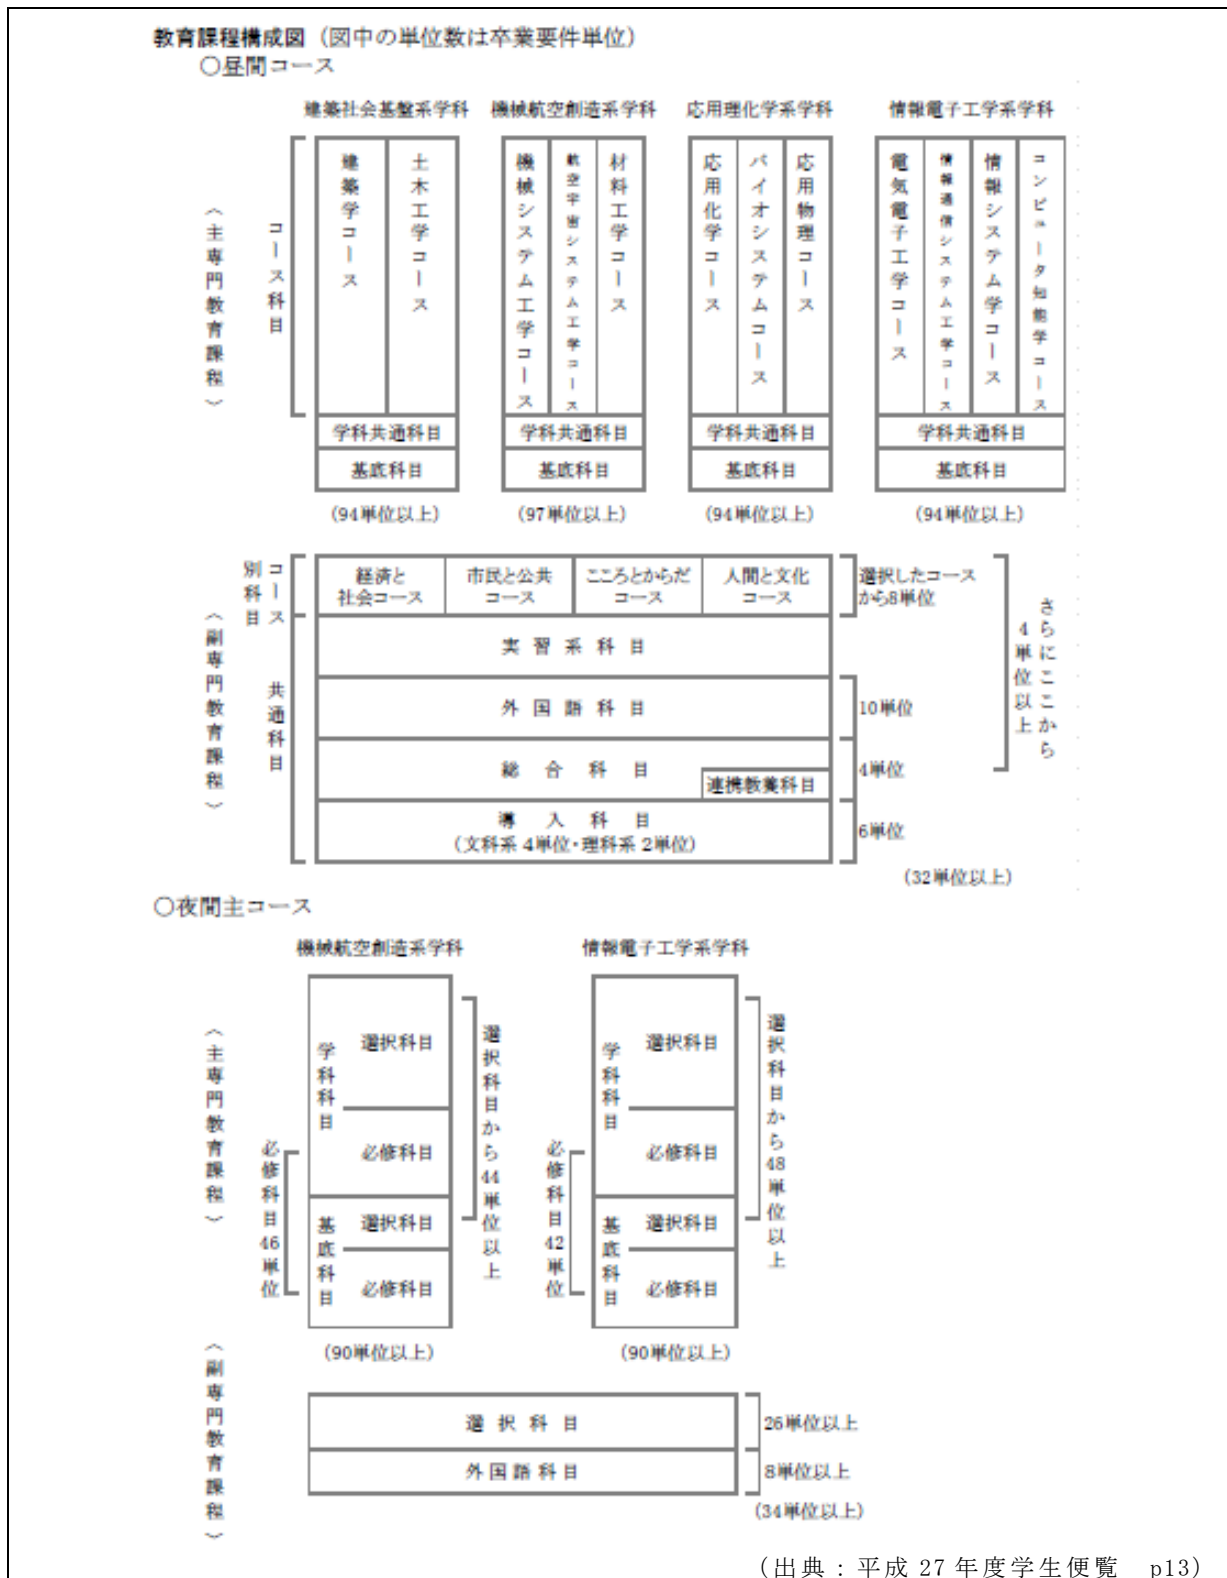 教育課程構成図（図中の単位数は卒業要件単位）
○昼間コース
建築社会基盤系学科
機械航空創造系学科
応用理化学系学科
情報電子工学系学科
（主専門教育課程）
コース科目
建築学コース
土木工学コース
機械システム工学コース
航空宇宙システム工学コース
材料工学コース
応用化学コース
バイオシステムコース
応用物理コース
電気電子工学コース
情報通信システム工学コース
情報システム学コース
コンピュータ知能学コース
学科共通科目
学科共通科目
学科共通科目
学科共通科目
基底科目
基底科目
基底科目
基底科目
（94単位以上）
（97単位以上）
（94単位以上）
（94単位以上）
（副専門教育課程）
コース別科目
経済と
社会コース
市民と公共
コース
こころとからだ
コース
人間と文化
コース
選択したコース
から8単位
共通科目
実習系科目
外国語科目
10単位
総合科目
連携教養科目
4単位
導入科目
（文科系 4単位・理科系 2単位）
6単位
さらにここから
4単位以上
（32単位以上）
○夜間主コース
機械航空創造系学科
情報電子工学系学科
（主専門教育課程）
必修科目46単位
学科科目
選択科目
必修科目
基底科目
選択科目
必修科目
選択科目から44単位以上
必修科目42単位
学科科目
選択科目
必修科目
基底科目
選択科目
必修科目
選択科目から48単位以上
（90単位以上）
（90単位以上）
（副専門教育課程）
選択科目
26単位以上
外国語科目
8単位以上
（34単位以上）
（出典：平成 27 年度学生便覧 p13）